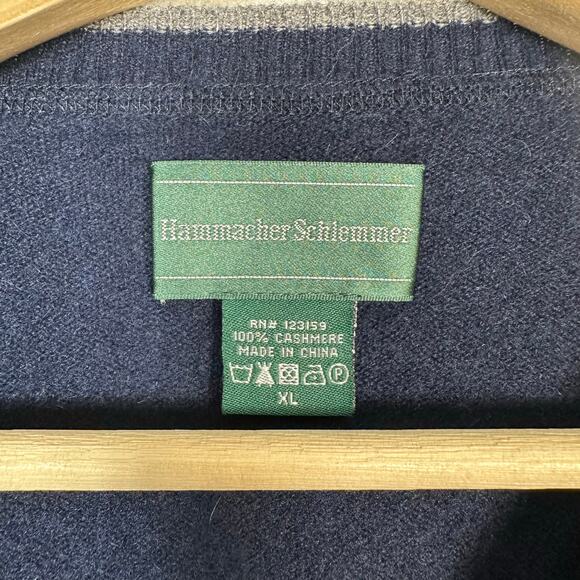 Hammacher Schlemmer
RN# 123159
100% CASHMERE
MADE IN CHINA
P
XL